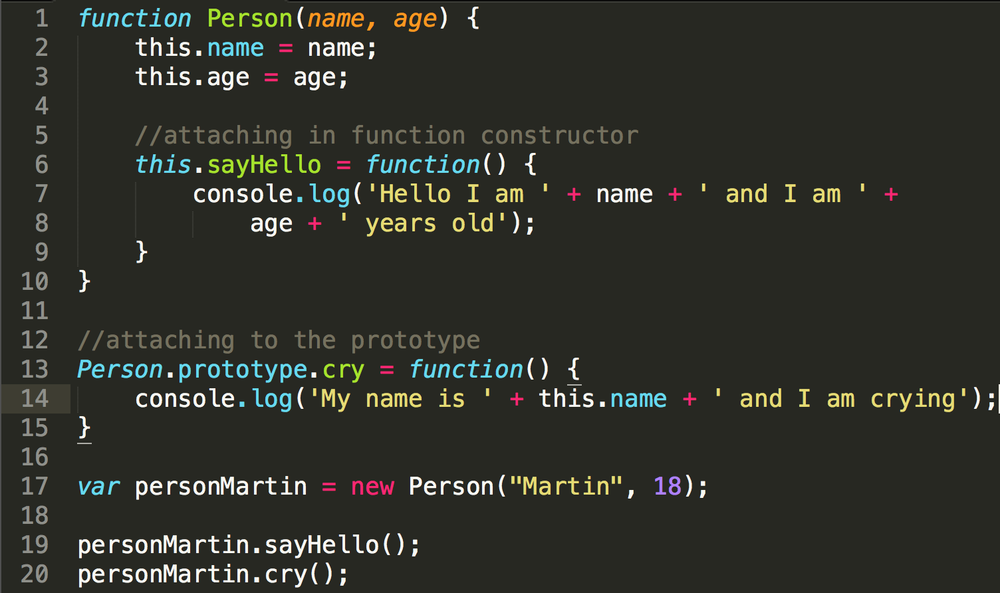 1 function Person(name, age) {
2     this.name = name;
3     this.age = age;
4
5     //attaching in function constructor
6     this.sayHello = function() {
7         console.log('Hello I am ' + name + ' and I am ' +
8             age + ' years old');
9     }
10 }
11
12 //attaching to the prototype
13 Person.prototype.cry = function() {
14     console.log('My name is ' + this.name + ' and I am crying');
15 }
16
17 var personMartin = new Person("Martin", 18);
18
19 personMartin.sayHello();
20 personMartin.cry();